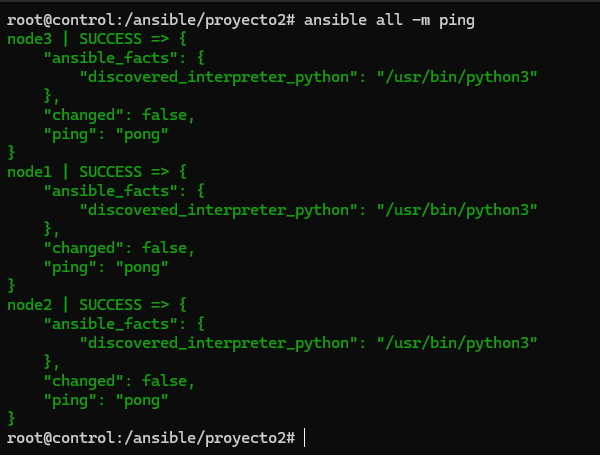 root@control:/ansible/proyecto2# ansible all -m ping
node3 | SUCCESS => {
    "ansible_facts": {
        "discovered_interpreter_python": "/usr/bin/python3"
    },
    "changed": false,
    "ping": "pong"
}
node1 | SUCCESS => {
    "ansible_facts": {
        "discovered_interpreter_python": "/usr/bin/python3"
    },
    "changed": false,
    "ping": "pong"
}
node2 | SUCCESS => {
    "ansible_facts": {
        "discovered_interpreter_python": "/usr/bin/python3"
    },
    "changed": false,
    "ping": "pong"
}
root@control:/ansible/proyecto2#